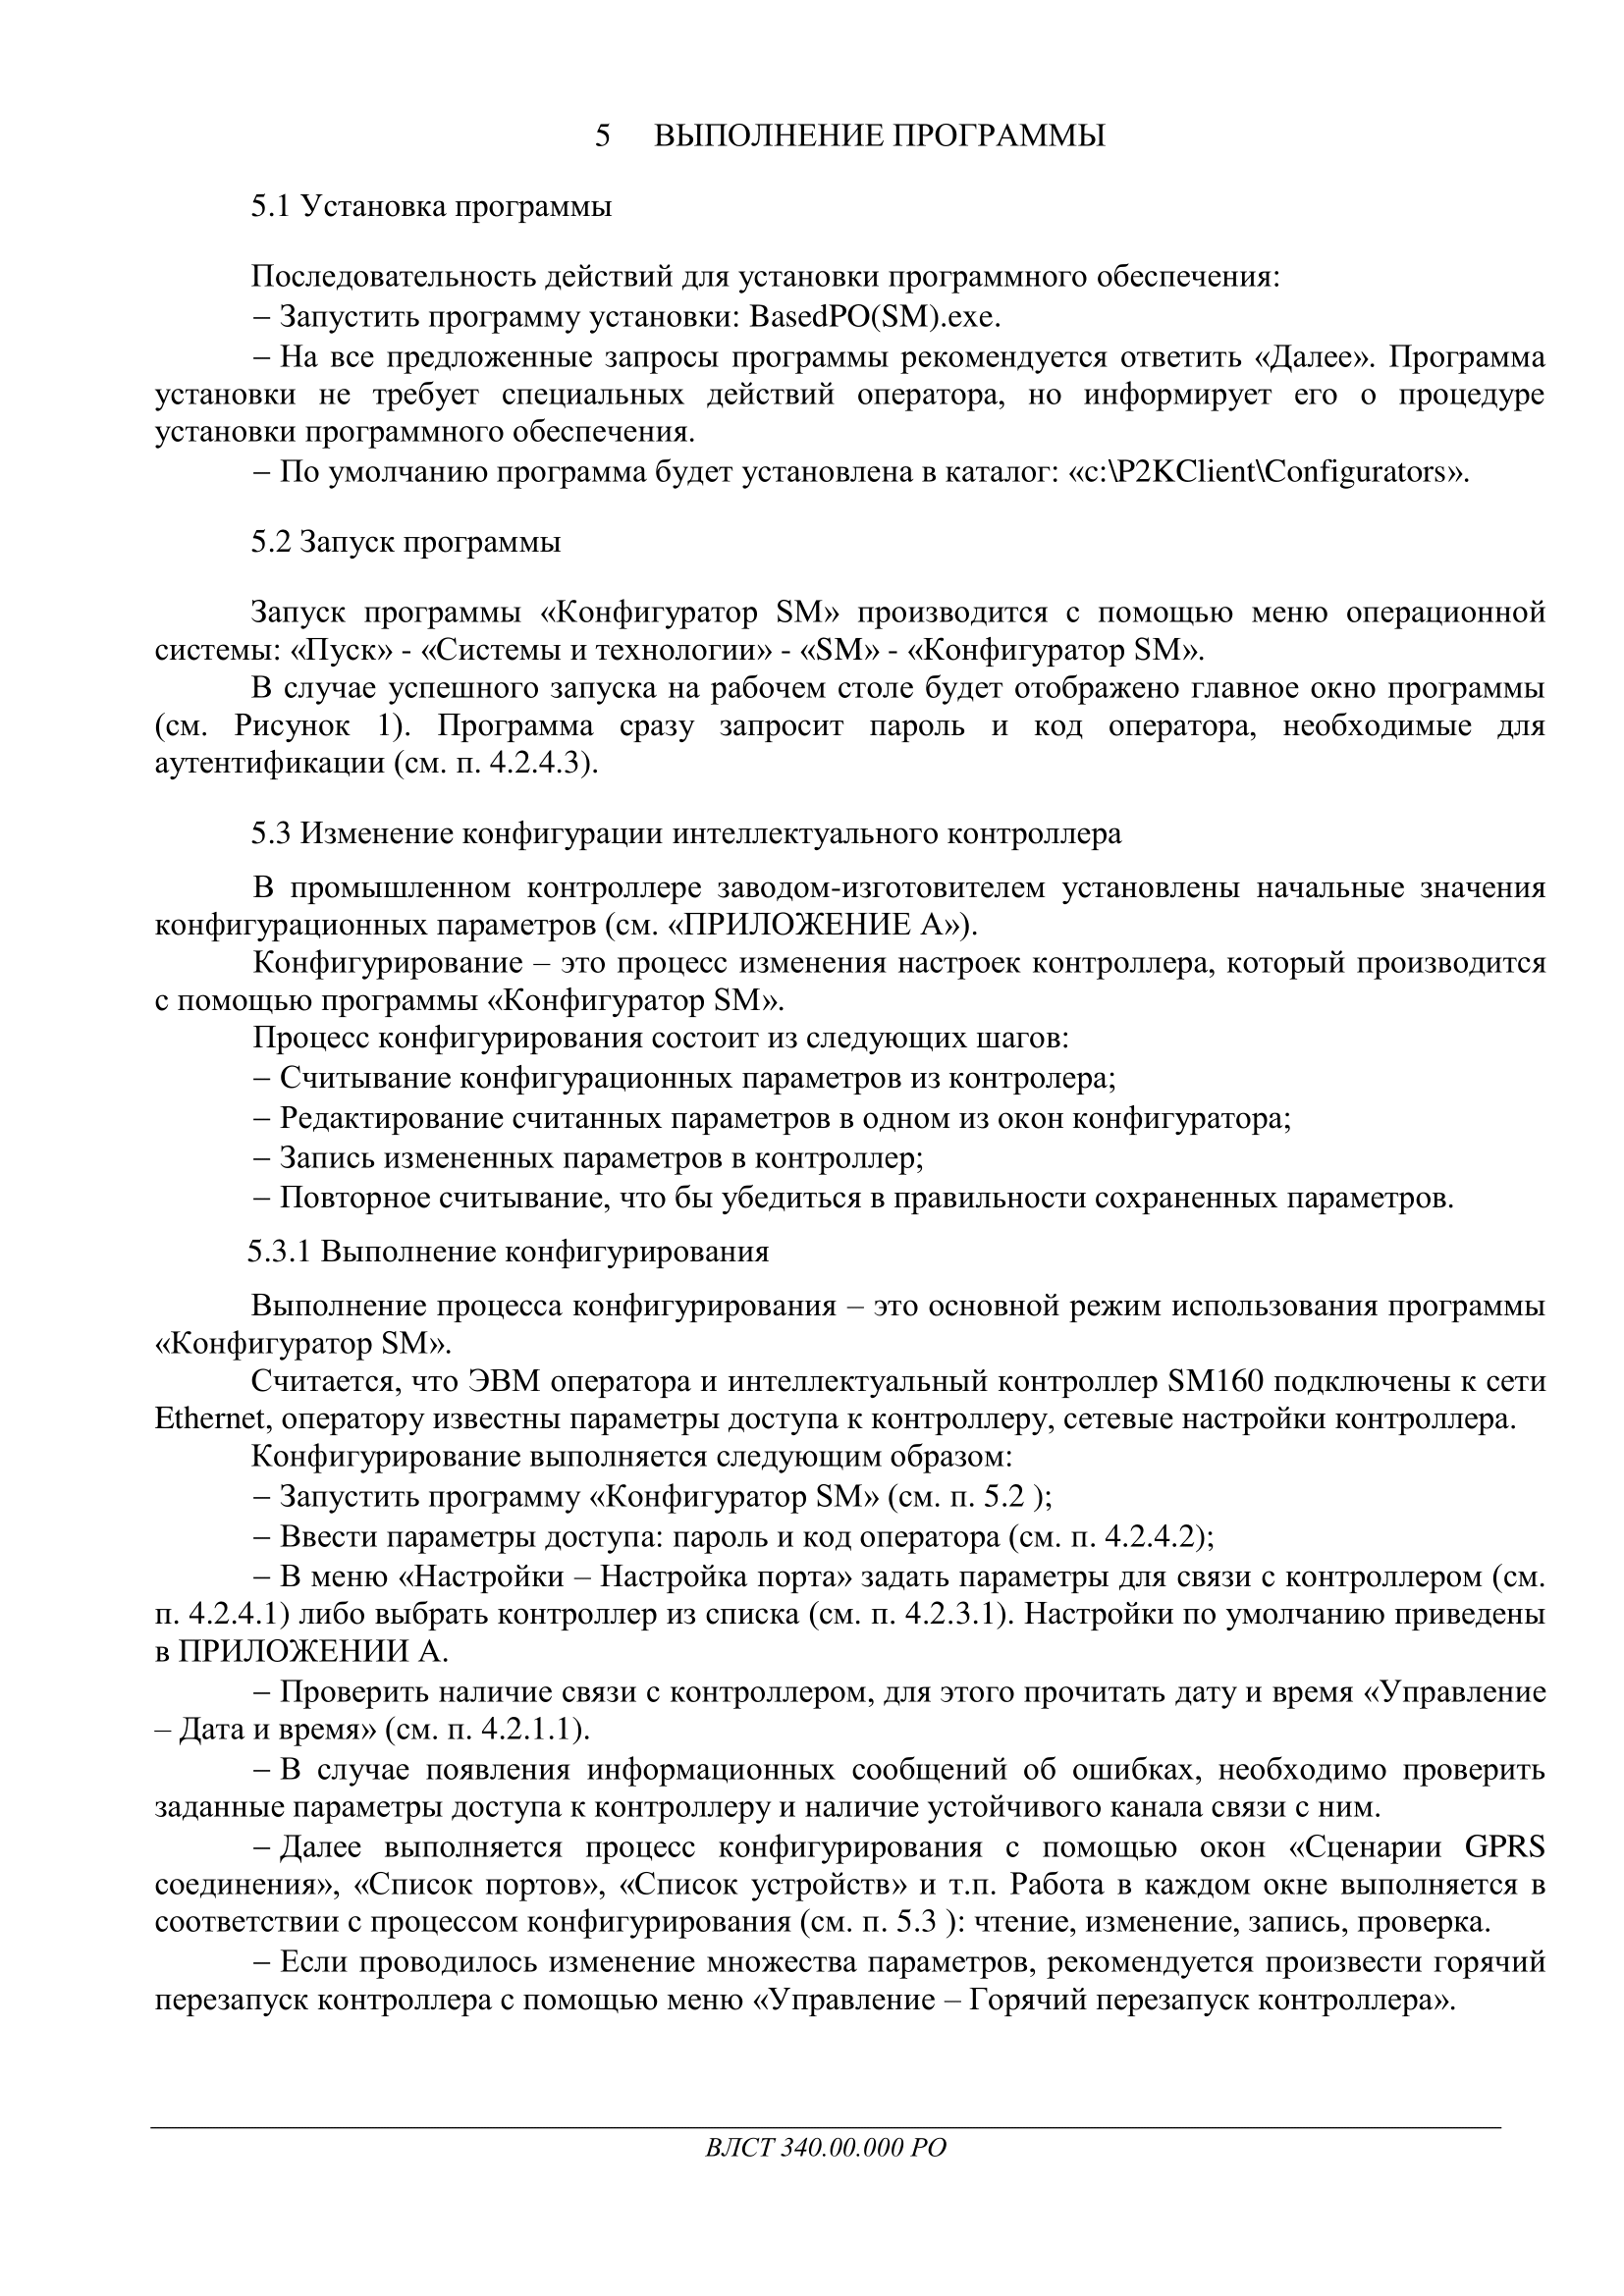 5 ВЫПОЛНЕНИЕ ПРОГРАММЫ
5.1 Установка программы
Последовательность действий для установки программного обеспечения:
– Запустить программу установки: BasedPO(SM).exe.
– На все предложенные запросы программы рекомендуется ответить «Далее». Программа
установки не требует специальных действий оператора, но информирует его о процедуре
установки программного обеспечения.
– По умолчанию программа будет установлена в каталог: «c:\P2KClient\Configurators».
5.2 Запуск программы
Запуск программы «Конфигуратор SM» производится с помощью меню операционной
системы: «Пуск» - «Системы и технологии» - «SM» - «Конфигуратор SM».
В случае успешного запуска на рабочем столе будет отображено главное окно программы
(см. Рисунок 1). Программа сразу запросит пароль и код оператора, необходимые для
аутентификации (см. п. 4.2.4.3).
5.3 Изменение конфигурации интеллектуального контроллера
В промышленном контроллере заводом-изготовителем установлены начальные значения
конфигурационных параметров (см. «ПРИЛОЖЕНИЕ А»).
Конфигурирование – это процесс изменения настроек контроллера, который производится
с помощью программы «Конфигуратор SM».
Процесс конфигурирования состоит из следующих шагов:
– Считывание конфигурационных параметров из контролера;
– Редактирование считанных параметров в одном из окон конфигуратора;
– Запись измененных параметров в контроллер;
– Повторное считывание, что бы убедиться в правильности сохраненных параметров.
5.3.1 Выполнение конфигурирования
Выполнение процесса конфигурирования – это основной режим использования программы
«Конфигуратор SM».
Считается, что ЭВМ оператора и интеллектуальный контроллер SM160 подключены к сети
Ethernet, оператору известны параметры доступа к контроллеру, сетевые настройки контроллера.
Конфигурирование выполняется следующим образом:
– Запустить программу «Конфигуратор SM» (см. п. 5.2 );
– Ввести параметры доступа: пароль и код оператора (см. п. 4.2.4.2);
– В меню «Настройки – Настройка порта» задать параметры для связи с контроллером (см.
п. 4.2.4.1) либо выбрать контроллер из списка (см. п. 4.2.3.1). Настройки по умолчанию приведены
в ПРИЛОЖЕНИИ А.
– Проверить наличие связи с контроллером, для этого прочитать дату и время «Управление
– Дата и время» (см. п. 4.2.1.1).
– В случае появления информационных сообщений об ошибках, необходимо проверить
заданные параметры доступа к контроллеру и наличие устойчивого канала связи с ним.
– Далее выполняется процесс конфигурирования с помощью окон «Сценарии GPRS
соединения», «Список портов», «Список устройств» и т.п. Работа в каждом окне выполняется в
соответствии с процессом конфигурирования (см. п. 5.3 ): чтение, изменение, запись, проверка.
– Если проводилось изменение множества параметров, рекомендуется произвести горячий
перезапуск контроллера с помощью меню «Управление – Горячий перезапуск контроллера».
ВЛСТ 340.00.000 РО